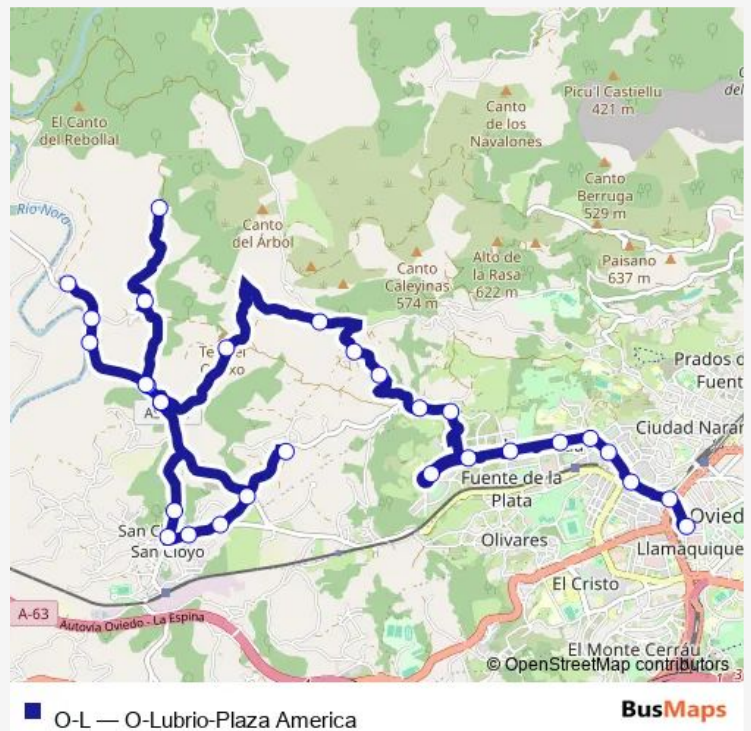 Picu'l Castiellu
421 m
Canto
de los
Navalones
El Canto
del Rebollal
Canto
Berruga
529 m
Río Nora
Canto
del Árbol
Alto de
la Rasa
622 m
Paisano
637 m
Canto
Caleyinas
574 m
Prados d
Fuent
Ciudad Naran
Fuente de la
Plata
Ovied
San C
San Cloyo
Olivares
Llamaquique
El Cristo
A-63
Autovía Oviedo - La Espina
El Monte Cerrau
© OpenStreetMap contributors
O-L — O-Lubrio-Plaza America
BusMaps